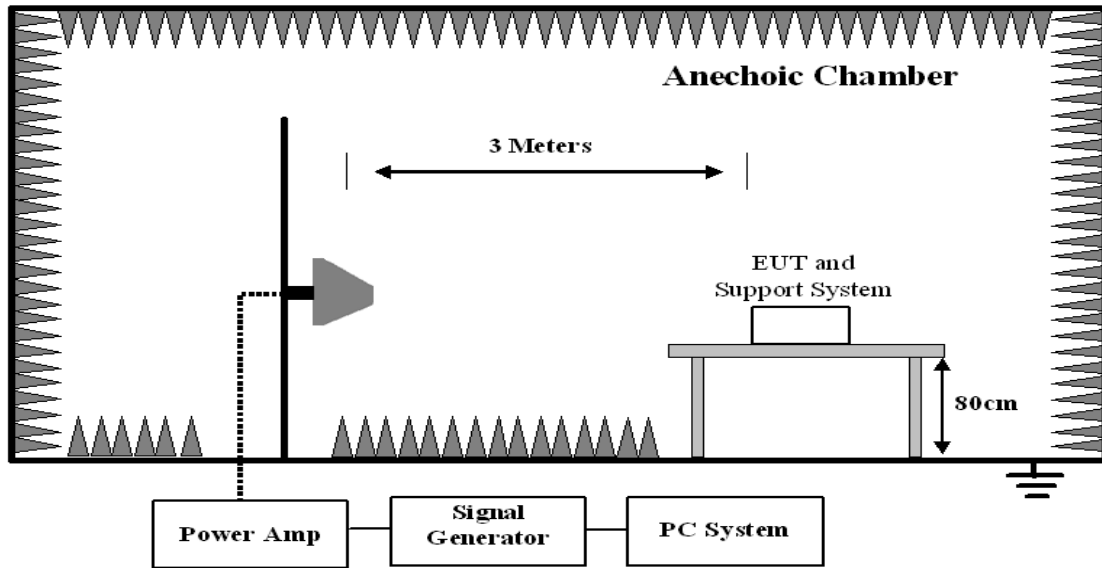 Anechoic Chamber
3 Meters
EUT and
Support System
80cm
Power Amp
Signal
Generator
PC System